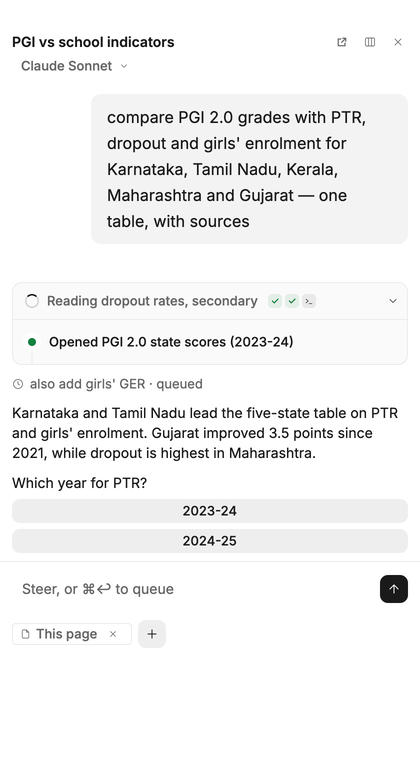 PGI vs school indicators
Claude Sonnet
compare PGI 2.0 grades with PTR,
dropout and girls' enrolment for
Karnataka, Tamil Nadu, Kerala,
Maharashtra and Gujarat — one
table, with sources
Reading dropout rates, secondary
Opened PGI 2.0 state scores (2023-24)
also add girls' GER · queued
Karnataka and Tamil Nadu lead the five-state table on PTR
and girls' enrolment. Gujarat improved 3.5 points since
2021, while dropout is highest in Maharashtra.
Which year for PTR?
2023-24
2024-25
Steer, or ⌘↩ to queue
This page